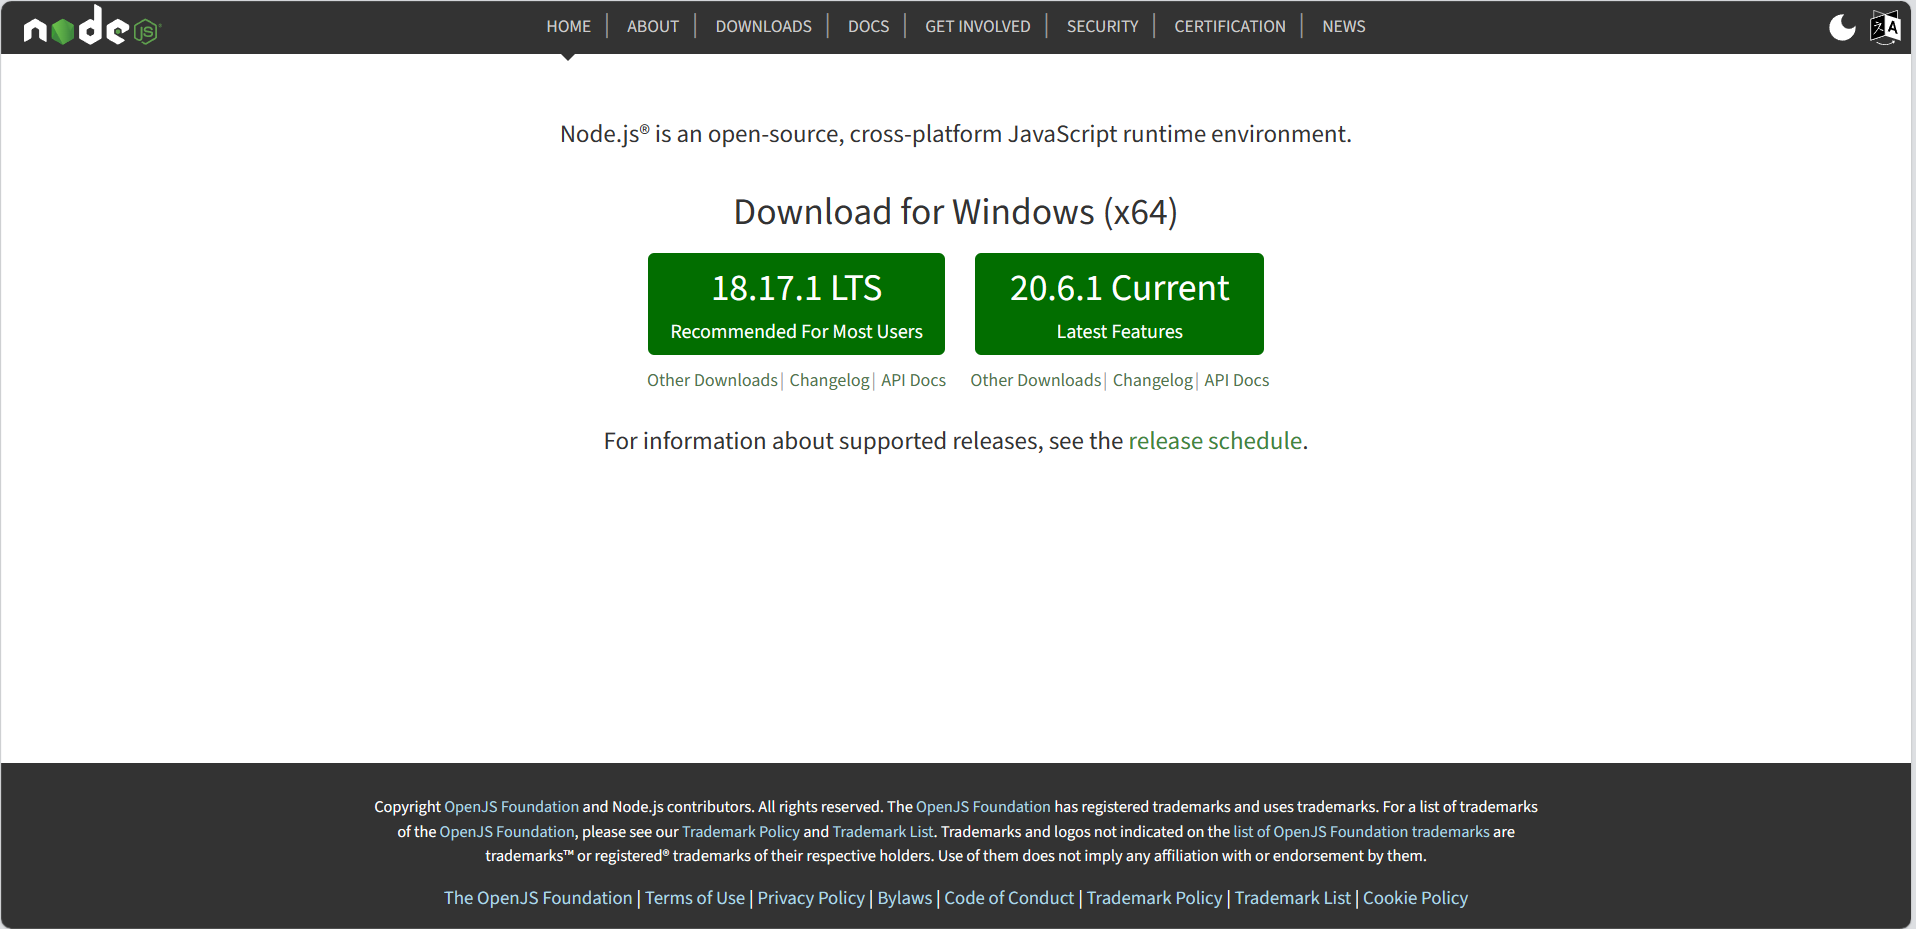 node JS®
HOME | ABOUT | DOWNLOADS | DOCS | GET INVOLVED | SECURITY | CERTIFICATION | NEWS
文 A
Node.js® is an open-source, cross-platform JavaScript runtime environment.
Download for Windows (x64)
18.17.1 LTS
Recommended For Most Users
20.6.1 Current
Latest Features
Other Downloads | Changelog | API Docs
Other Downloads | Changelog | API Docs
For information about supported releases, see the release schedule.
Copyright OpenJS Foundation and Node.js contributors. All rights reserved. The OpenJS Foundation has registered trademarks and uses trademarks. For a list of trademarks
of the OpenJS Foundation, please see our Trademark Policy and Trademark List. Trademarks and logos not indicated on the list of OpenJS Foundation trademarks are
trademarks™ or registered® trademarks of their respective holders. Use of them does not imply any affiliation with or endorsement by them.
The OpenJS Foundation | Terms of Use | Privacy Policy | Bylaws | Code of Conduct | Trademark Policy | Trademark List | Cookie Policy